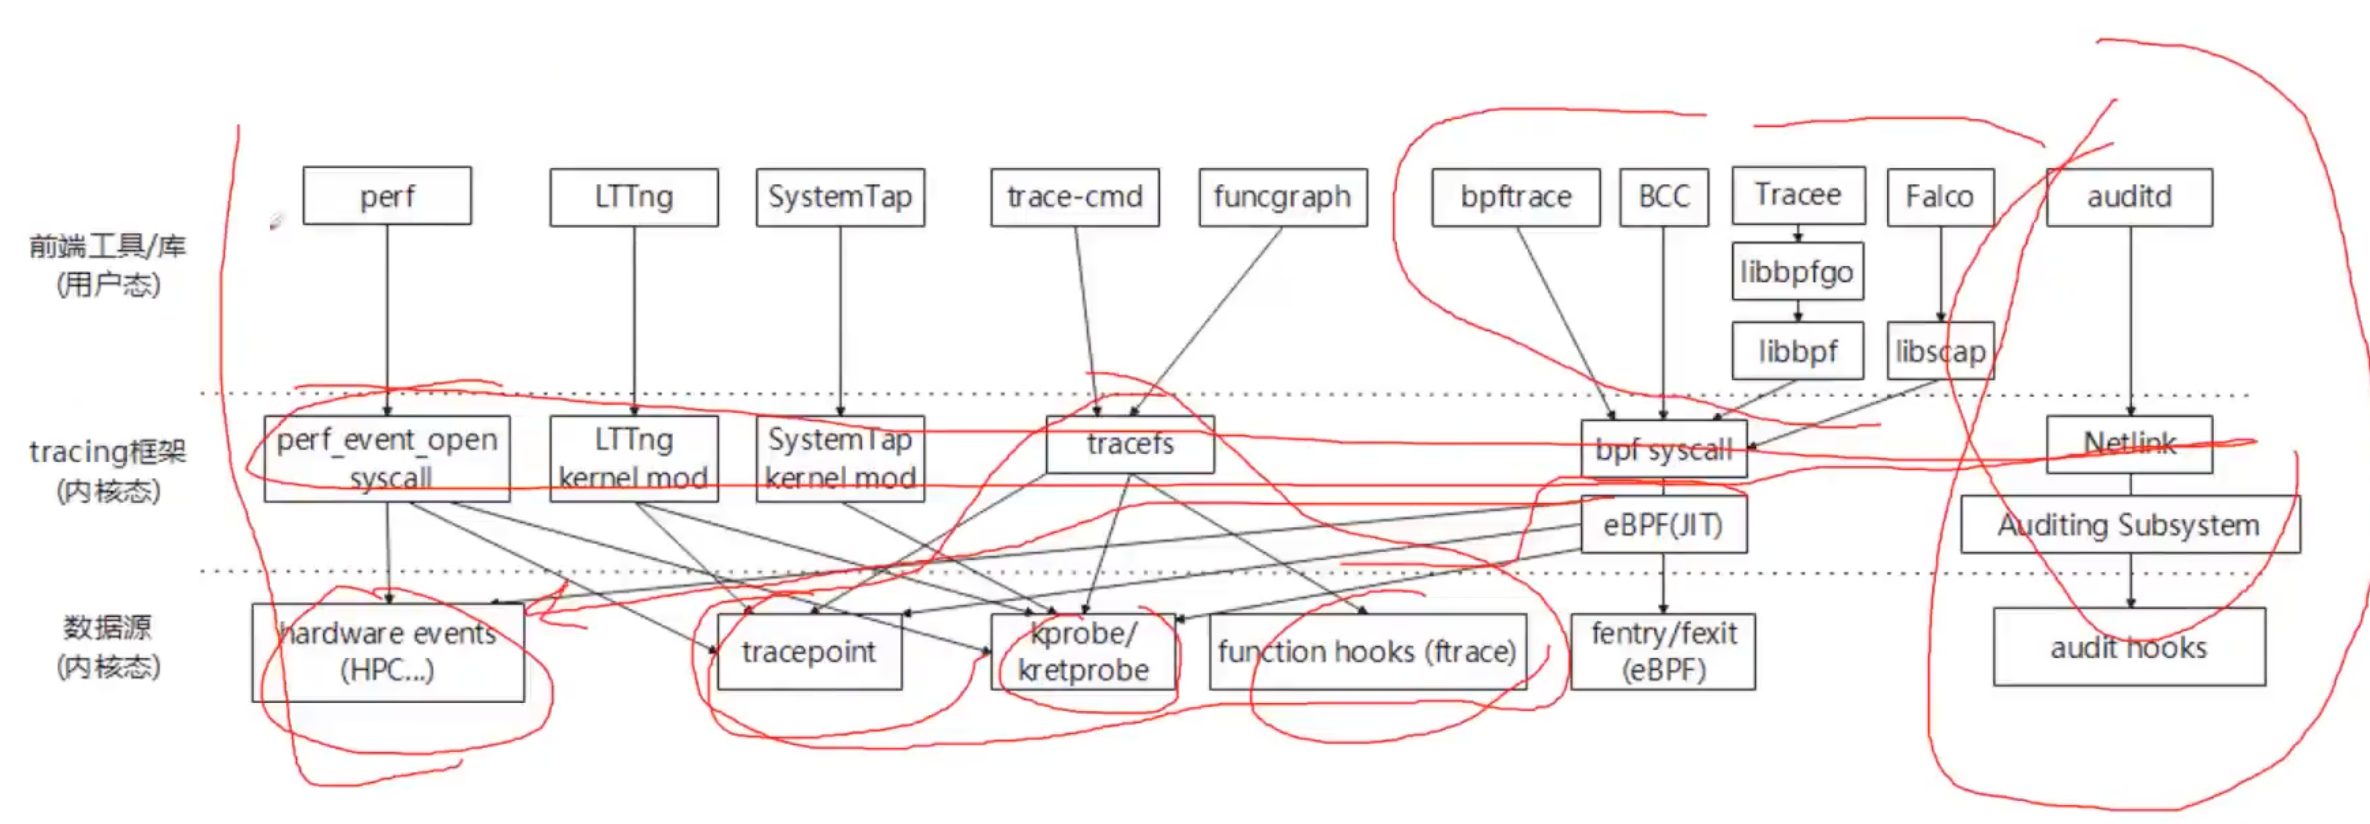 perf
LTTng
SystemTap
trace-cmd
funcgraph
bpftrace
BCC
Tracee
Falco
auditd
前端工具/库
(用户态)
libbpfgo
libbpf
libscap
tracing框架
(内核态)
perf_event_open
syscall
LTTng
kernel mod
SystemTap
kernel mod
tracefs
bpf syscall
Netlink
eBPF(JIT)
Auditing Subsystem
数据源
(内核态)
hardware events
(HPC...)
tracepoint
kprobe/
kretprobe
function hooks (ftrace)
fentry/fexit
(eBPF)
audit hooks